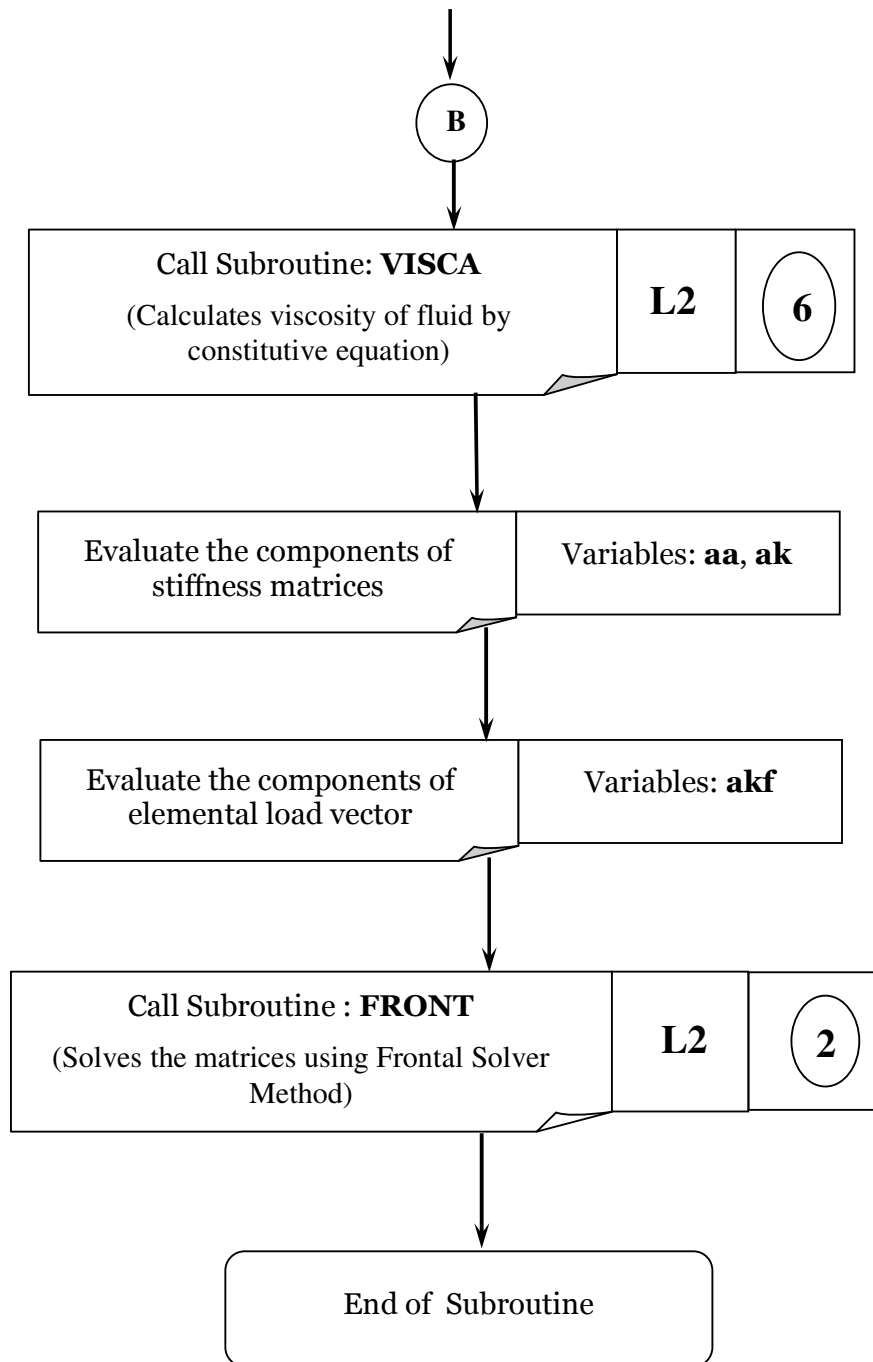 B
Call Subroutine: VISCA
(Calculates viscosity of fluid by
constitutive equation)
L2
6
Evaluate the components of
stiffness matrices
Variables: aa, ak
Evaluate the components of
elemental load vector
Variables: akf
Call Subroutine : FRONT
(Solves the matrices using Frontal Solver
Method)
L2
2
End of Subroutine